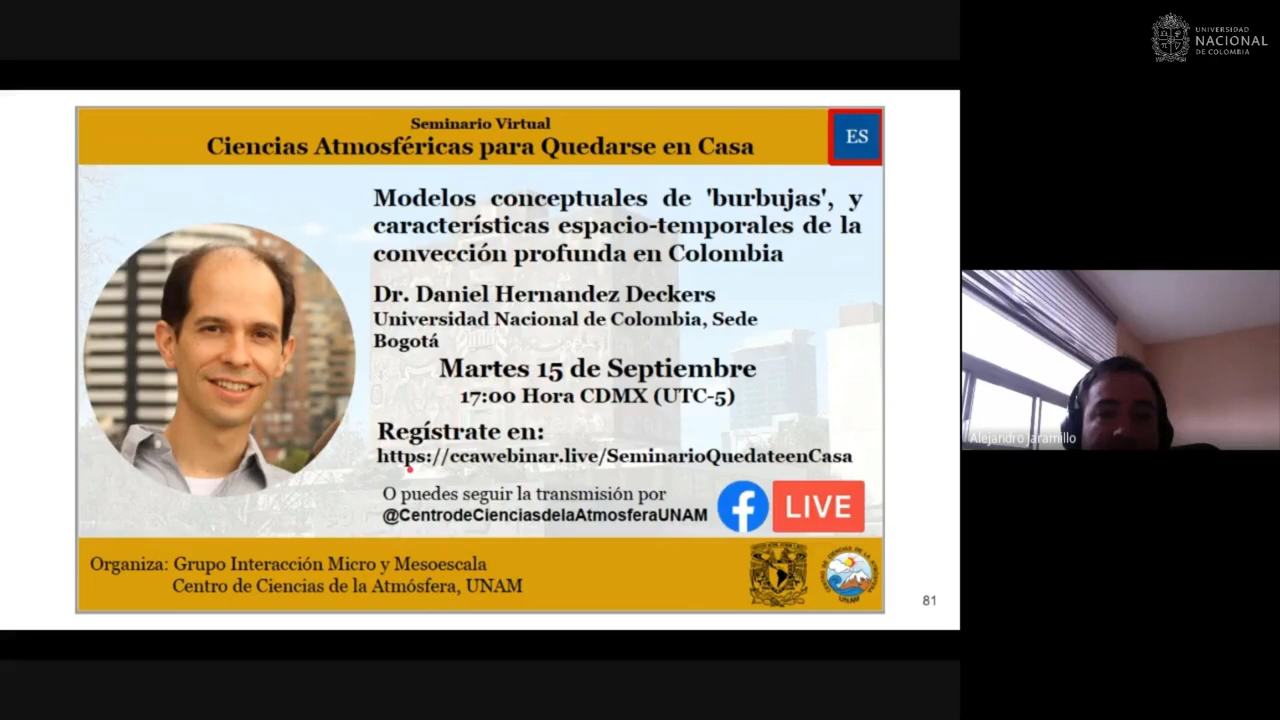 UNIVERSIDAD
NACIONAL
DE COLOMBIA
Seminario Virtual
Ciencias Atmosféricas para Quedarse en Casa
ES
Modelos conceptuales de 'burbujas', y
características espacio-temporales de la
convección profunda en Colombia
Dr. Daniel Hernandez Deckers
Universidad Nacional de Colombia, Sede
Bogotá
Martes 15 de Septiembre
17:00 Hora CDMX (UTC-5)
Regístrate en:
https://ccawebinar.live/SeminarioQuedateenCasa
O puedes seguir la transmisión por
@CentrodeCienciasdelaAtmosferaUNAM
LIVE
Organiza: Grupo Interacción Micro y Mesoescala
Centro de Ciencias de la Atmósfera, UNAM
UNAM
81
Alejandro Jaramillo